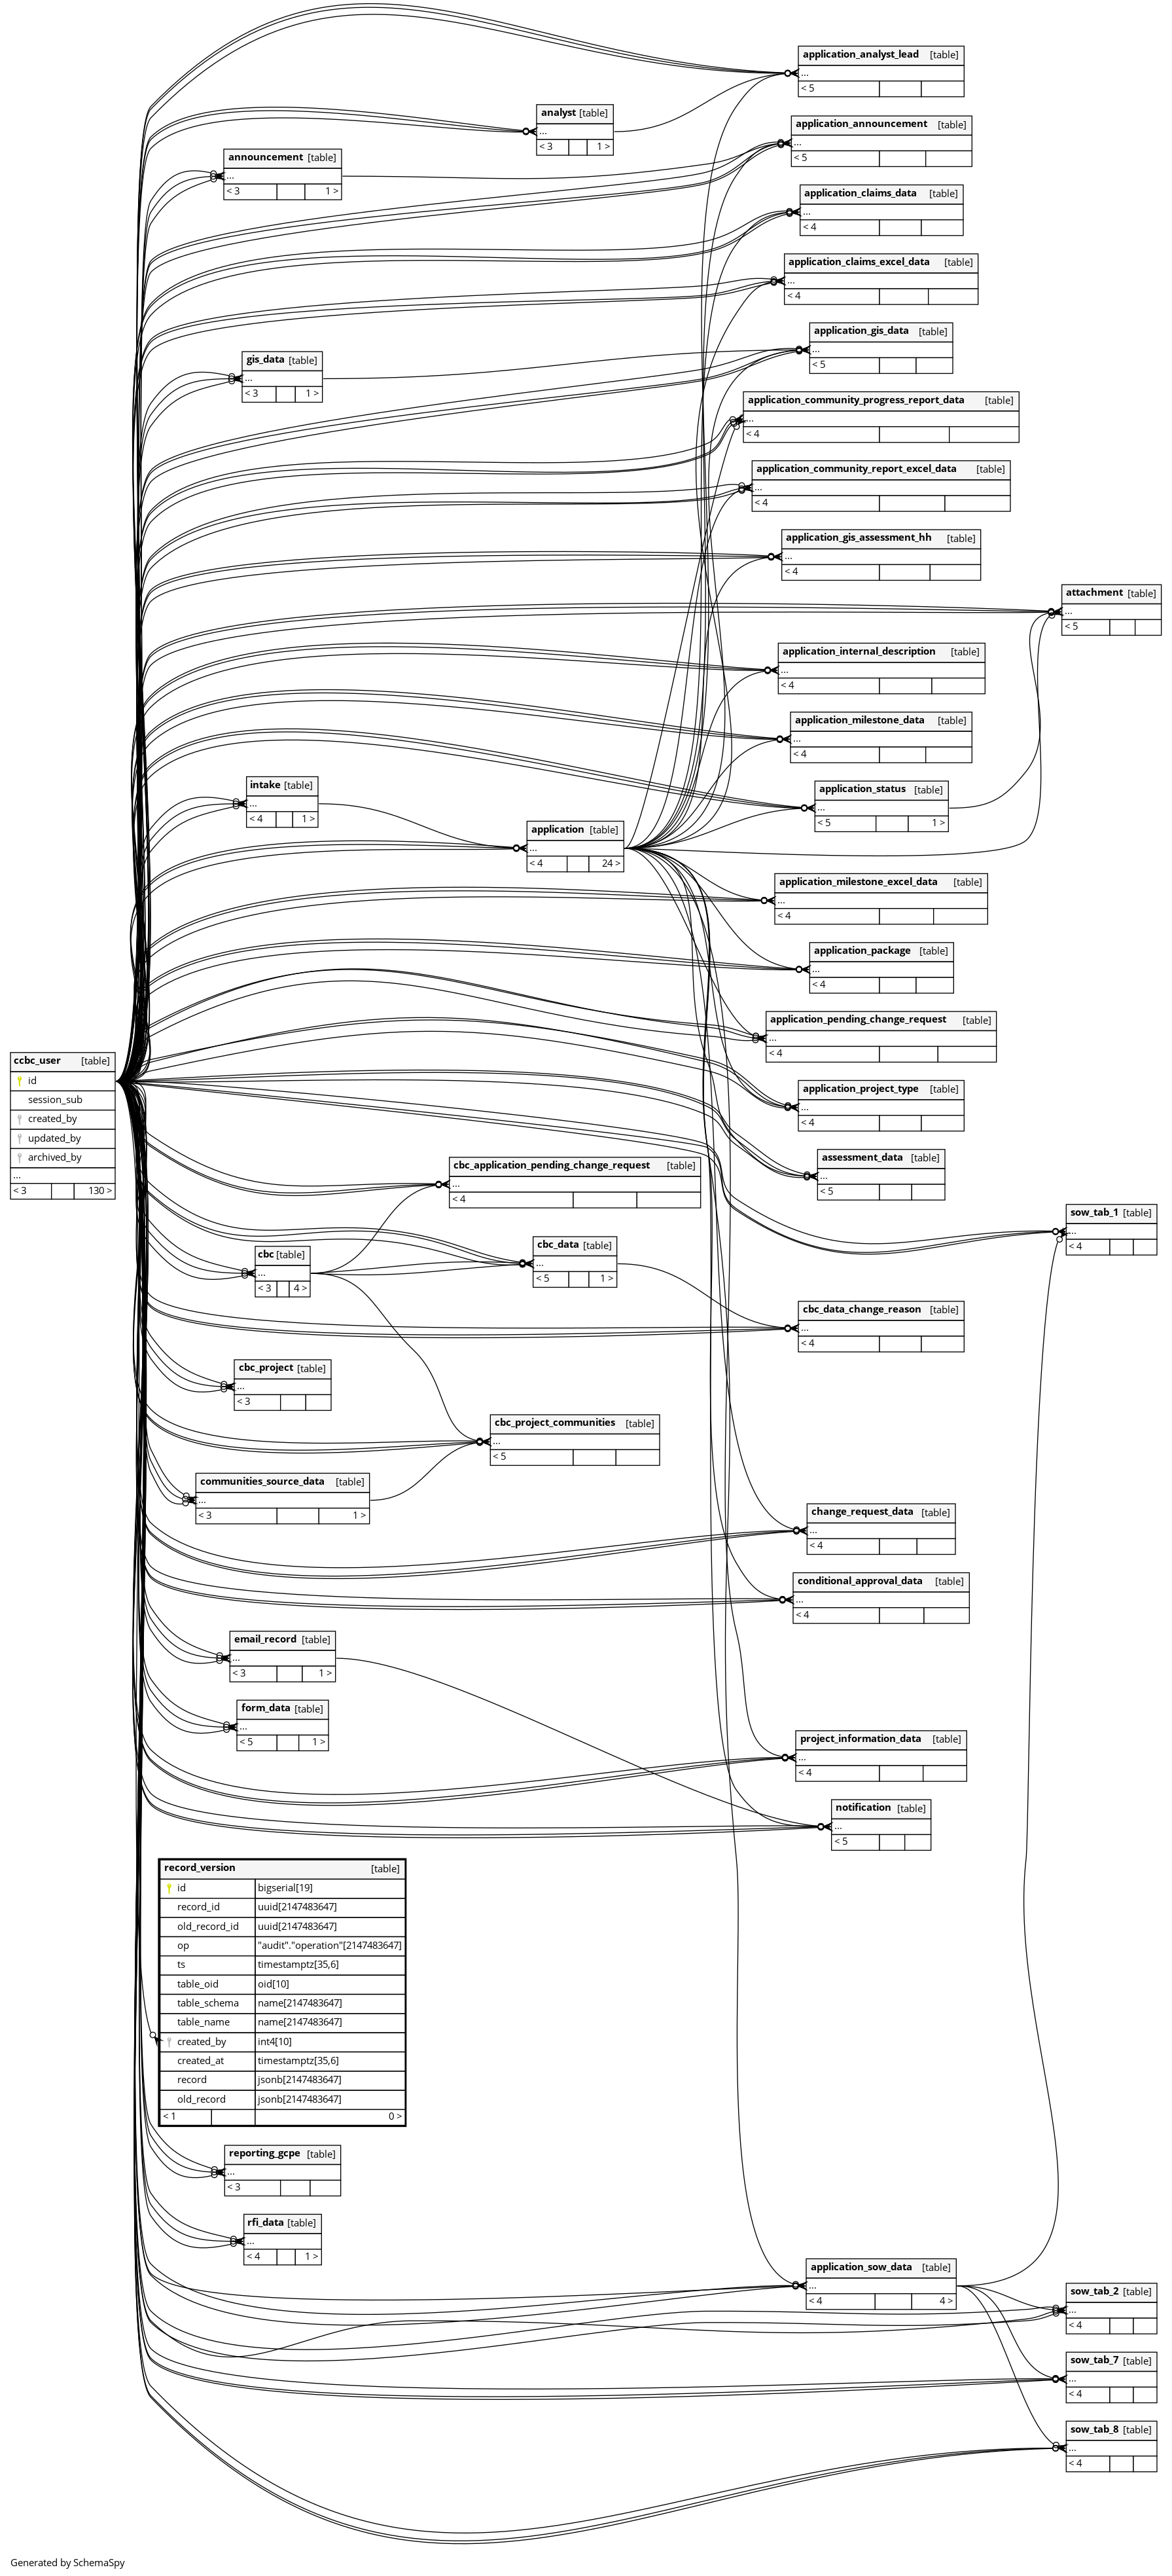 application_analyst_lead [table]
...
< 5
analyst [table]
...
< 3 1 >
application_announcement [table]
...
< 5
announcement [table]
...
< 3 1 >
application_claims_data [table]
...
< 4
application_claims_excel_data [table]
...
< 4
application_gis_data [table]
...
< 5
gis_data [table]
...
< 3 1 >
application_community_progress_report_data [table]
...
< 4
application_community_report_excel_data [table]
...
< 4
application_gis_assessment_hh [table]
...
< 4
attachment [table]
...
< 5
application_internal_description [table]
...
< 4
application_milestone_data [table]
...
< 4
intake [table]
...
< 4 1 >
application_status [table]
...
< 5 1 >
application [table]
...
< 4 24 >
application_milestone_excel_data [table]
...
< 4
application_package [table]
...
< 4
application_pending_change_request [table]
...
< 4
ccbc_user [table]
id
session_sub
created_by
updated_by
archived_by
...
< 3 130 >
application_project_type [table]
...
< 4
assessment_data [table]
...
< 5
cbc_application_pending_change_request [table]
...
< 4
sow_tab_1 [table]
...
< 4
cbc [table]
...
< 3 4 >
cbc_data [table]
...
< 5 1 >
cbc_data_change_reason [table]
...
< 4
cbc_project [table]
...
< 3
cbc_project_communities [table]
...
< 5
communities_source_data [table]
...
< 3 1 >
change_request_data [table]
...
< 4
conditional_approval_data [table]
...
< 4
email_record [table]
...
< 3 1 >
form_data [table]
...
< 5 1 >
project_information_data [table]
...
< 4
notification [table]
...
< 5
record_version [table]
id bigserial[19]
record_id uuid[2147483647]
old_record_id uuid[2147483647]
op "audit"."operation"[2147483647]
ts timestamptz[35,6]
table_oid oid[10]
table_schema name[2147483647]
table_name name[2147483647]
created_by int4[10]
created_at timestamptz[35,6]
record jsonb[2147483647]
old_record jsonb[2147483647]
< 1 0 >
reporting_gcpe [table]
...
< 3
rfi_data [table]
...
< 4 1 >
application_sow_data [table]
...
< 4 4 >
sow_tab_2 [table]
...
< 4
sow_tab_7 [table]
...
< 4
sow_tab_8 [table]
...
< 4
Generated by SchemaSpy